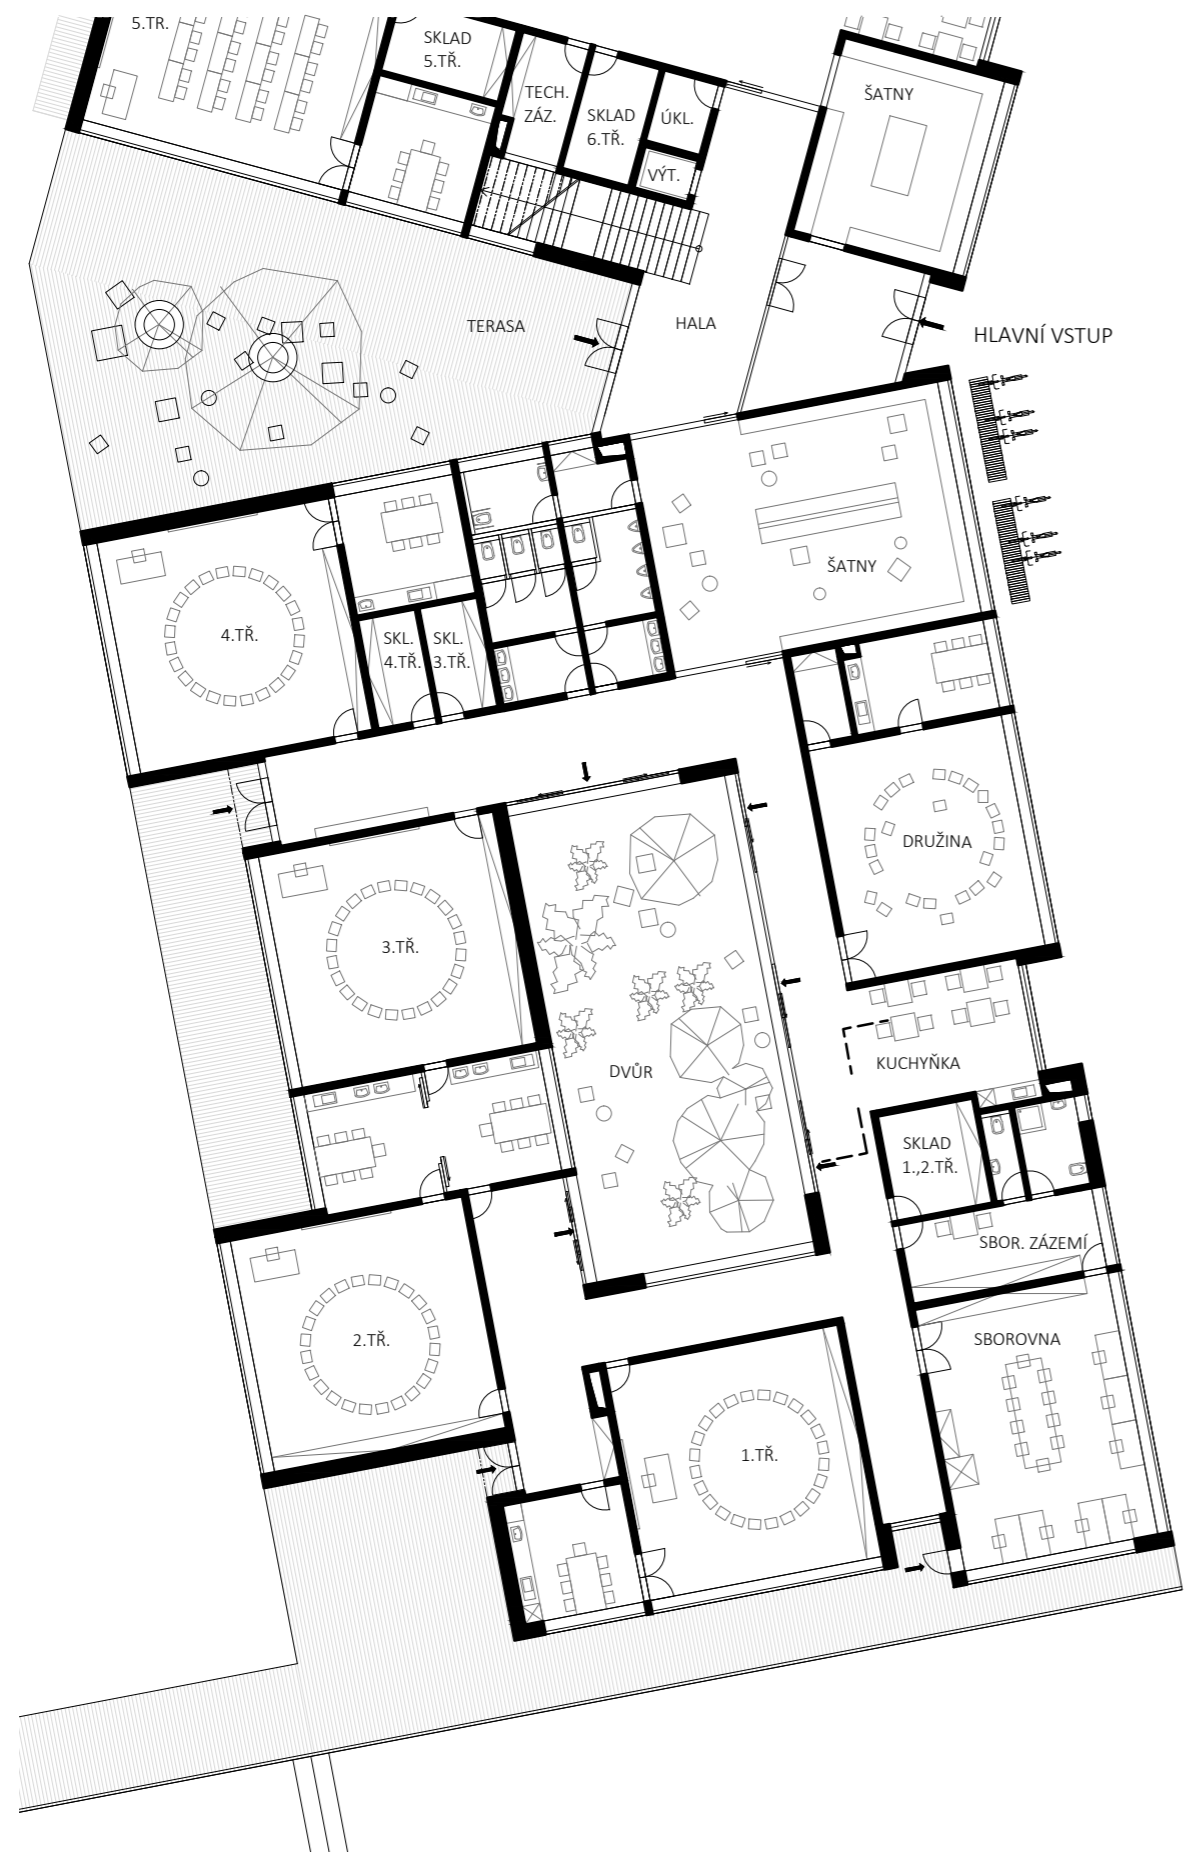 5.TŘ.
SKLAD
5.TŘ.
TECH.
ZÁZ.
SKLAD
6.TŘ.
ÚKL.
VÝT.
ŠATNY
TERASA
HALA
HLAVNÍ VSTUP
ŠATNY
4.TŘ.
SKL.
4.TŘ.
SKL.
3.TŘ.
DRUŽINA
3.TŘ.
DVŮR
KUCHYŇKA
SKLAD
1.,2.TŘ.
SBOR. ZÁZEMÍ
2.TŘ.
SBOROVNA
1.TŘ.